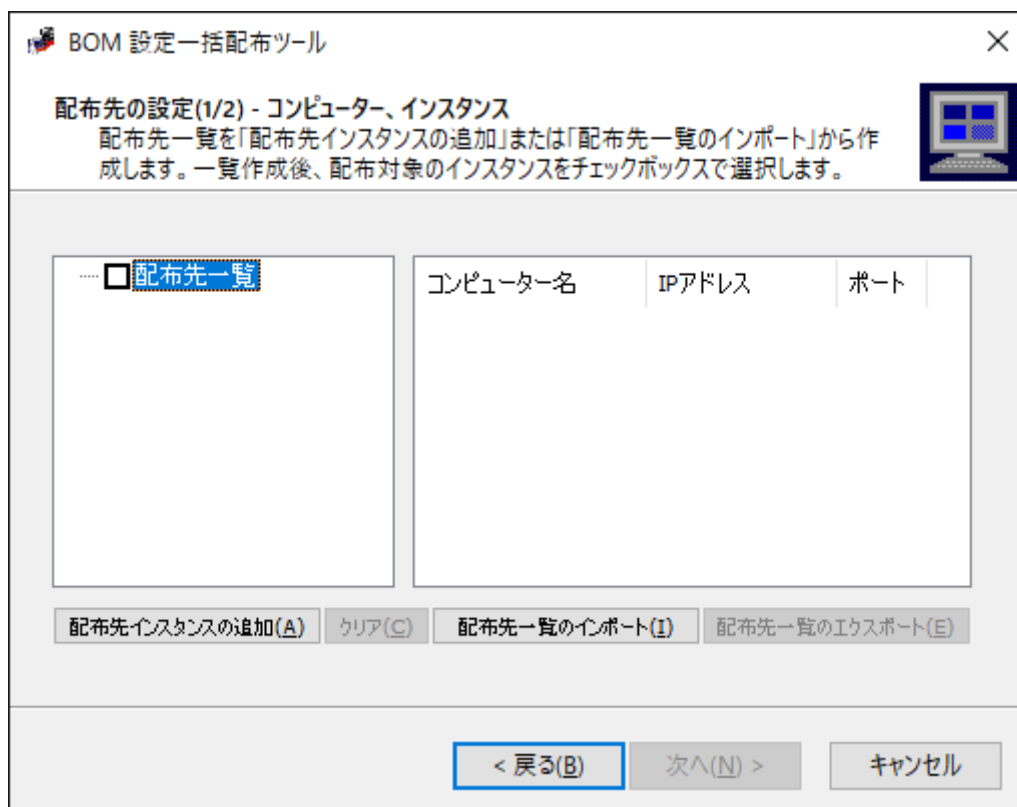 BOM 設定一括配布ツール
配布先の設定(1/2) - コンピューター、インスタンス
配布先一覧を「配布先インスタンスの追加」または「配布先一覧のインポート」から作
成します。一覧作成後、配布対象のインスタンスをチェックボックスで選択します。
配布先一覧
コンピューター名 IPアドレス ポート
配布先インスタンスの追加(A) クリア(C) 配布先一覧のインポート(I) 配布先一覧のエクスポート(E)
< 戻る(B) 次へ(N) > キャンセル